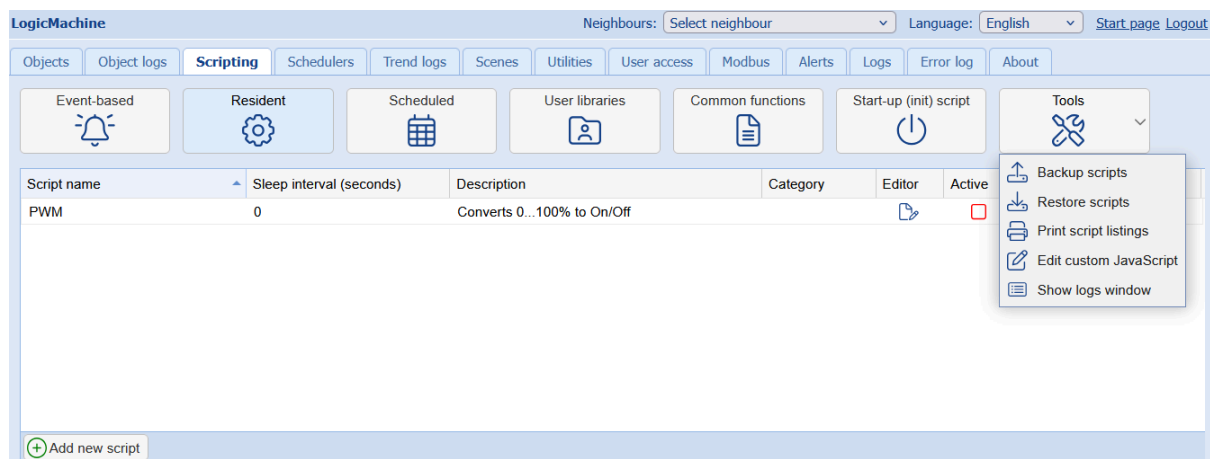 LogicMachine Neighbours: Select neighbour Language: English Start page Logout
Objects Object logs Scripting Schedulers Trend logs Scenes Utilities User access Modbus Alerts Logs Error log About
Event-based Resident Scheduled User libraries Common functions Start-up (init) script Tools
Script name Sleep interval (seconds) Description Category Editor Active
PWM 0 Converts 0...100% to On/Off
Backup scripts
Restore scripts
Print script listings
Edit custom JavaScript
Show logs window
Add new script